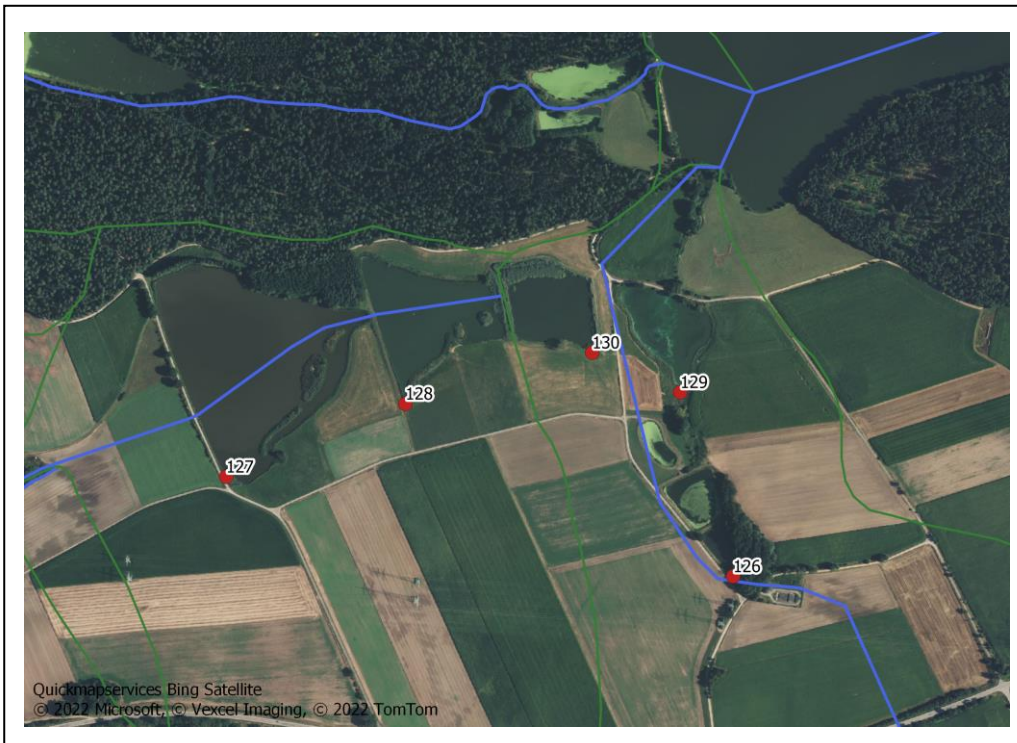 130
129
128
127
126
Quickmapservices Bing Satellite
© 2022 Microsoft, © Vexcel Imaging, © 2022 TomTom